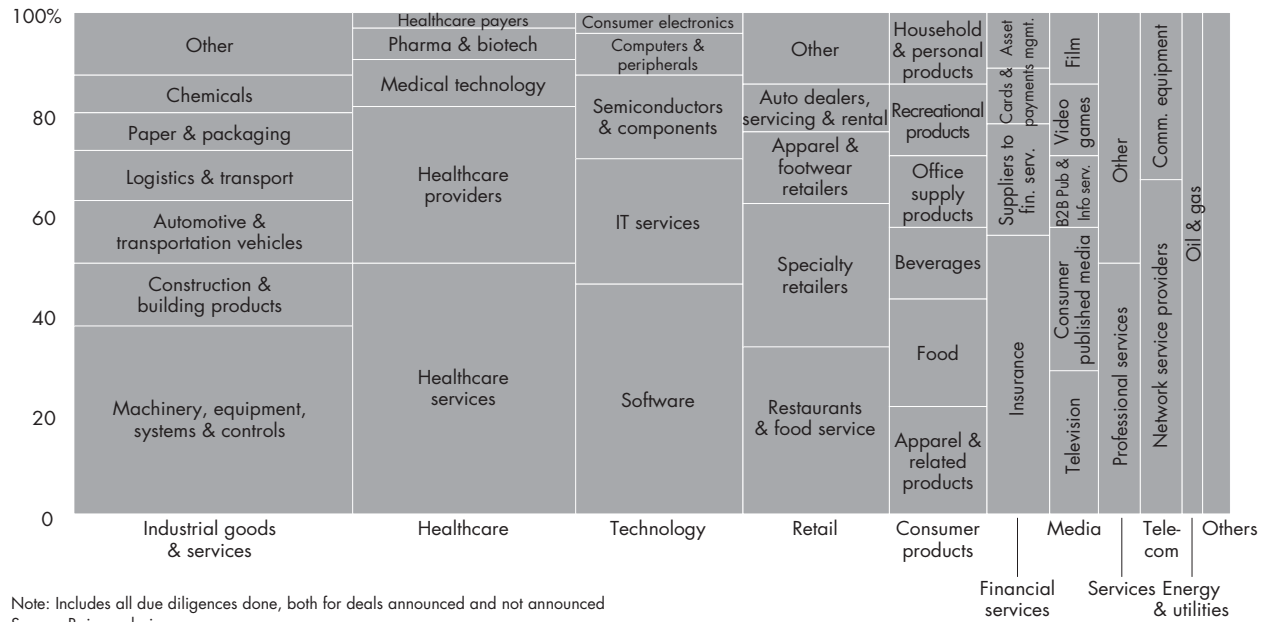 100%
80
60
40
20
0
Other
Chemicals
Paper & packaging
Logistics & transport
Automotive &
transportation vehicles
Construction &
building products
Machinery, equipment,
systems & controls
Healthcare payers
Pharma & biotech
Medical technology
Healthcare
providers
Healthcare
services
Consumer electronics
Computers &
peripherals
Semiconductors
& components
IT services
Software
Other
Auto dealers,
servicing & rental
Apparel &
footwear
retailers
Specialty
retailers
Restaurants
& food service
Household
& personal
products
Recreational
products
Office
supply
products
Beverages
Food
Apparel &
related
products
Asset
mgmt.
Cards &
payments
Suppliers to
fin. serv.
Insurance
Film
Video
games
B2B Pub &
Info serv.
Consumer
published media
Television
Other
Professional services
Comm. equipment
Network service providers
Oil & gas
Industrial goods
& services
Healthcare
Technology
Retail
Consumer
products
Financial
services
Media
Services
Tele-
com
Energy
& utilities
Others
Note: Includes all due diligences done, both for deals announced and not announced